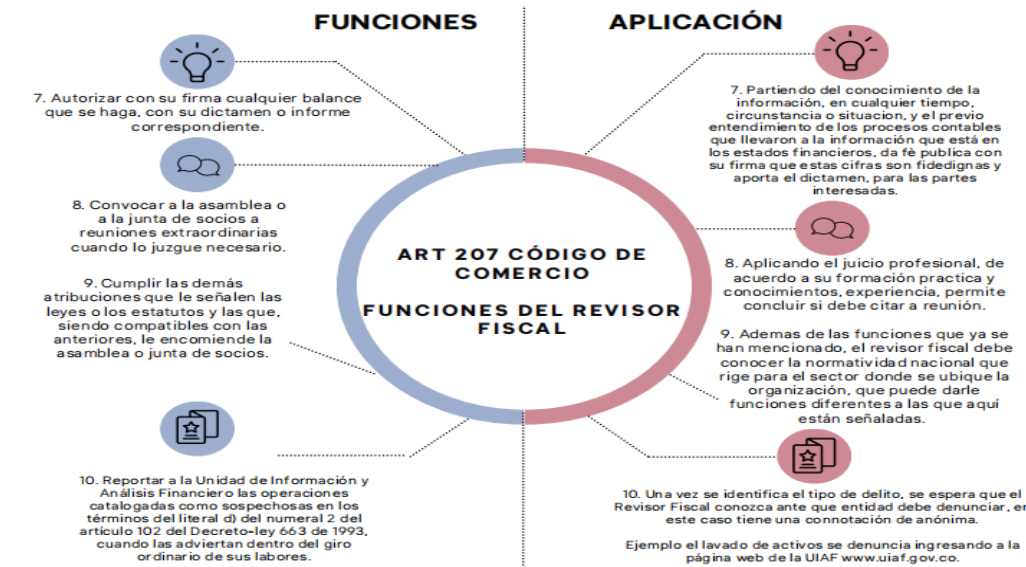 FUNCIONES
7. Autorizar con su firma cualquier balance
que se haga, con su dictamen o informe
correspondiente.
8. Convocar a la asamblea o
a la junta de socios a
reuniones extraordinarias
cuando lo juzgue necesario.
9. Cumplir las demás
atribuciones que le señalen las
leyes o los estatutos y las que,
siendo compatibles con las
anteriores, le encomiende la
asamblea o junta de socios.
10. Reportar a la Unidad de Información y
Análisis Financiero las operaciones
catalogadas como sospechosas en los
términos del literal d) del numeral 2 del
artículo 102 del Decreto-ley 663 de 1993,
cuando las adviertan dentro del giro
ordinario de sus labores.
ART 207 CÓDIGO DE
COMERCIO
FUNCIONES DEL REVISOR
FISCAL
APLICACIÓN
7. Partiendo del conocimiento de la
información, en cualquier tiempo,
circunstancia o situacion, y el previo
entendimiento de los procesos contables
que llevaron a la información que está en
los estados financieros, da fè publica con
su firma que estas cifras son fidedignas y
aporta el dictamen, para las partes
interesadas.
8. Aplicando el juicio profesional, de
acuerdo a su formación practica y
conocimientos, experiencia, permite
concluir si debe citar a reunión.
9. Ademas de las funciones que ya se
han mencionado, el revisor fiscal debe
conocer la normatividad nacional que
rige para el sector donde se ubique la
organización, que puede darle
funciones diferentes a las que aquí
están señaladas.
10. Una vez se identifica el tipo de delito, se espera que el
Revisor Fiscal conozca ante que entidad debe denunciar, en
este caso tiene una connotación de anónima.
Ejemplo el lavado de activos se denuncia ingresando a la
página web de la UIAF www.uiaf.gov.co.